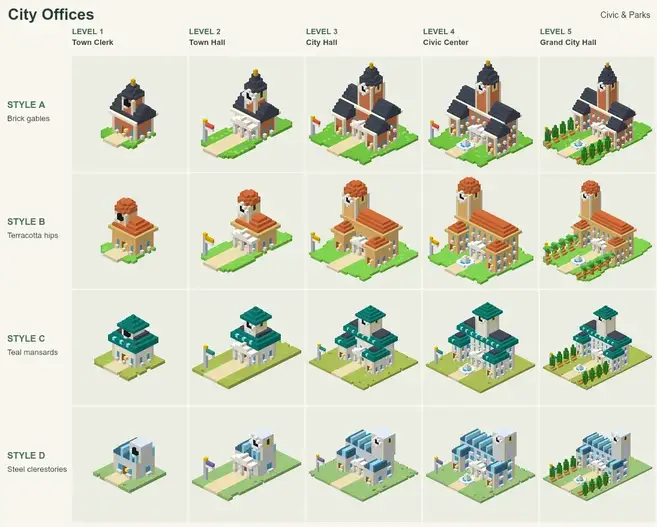 City Offices
Civic & Parks
LEVEL 1
Town Clerk
LEVEL 2
Town Hall
LEVEL 3
City Hall
LEVEL 4
Civic Center
LEVEL 5
Grand City Hall
STYLE A
Brick gables
STYLE B
Terracotta hips
STYLE C
Teal mansards
STYLE D
Steel clerestories